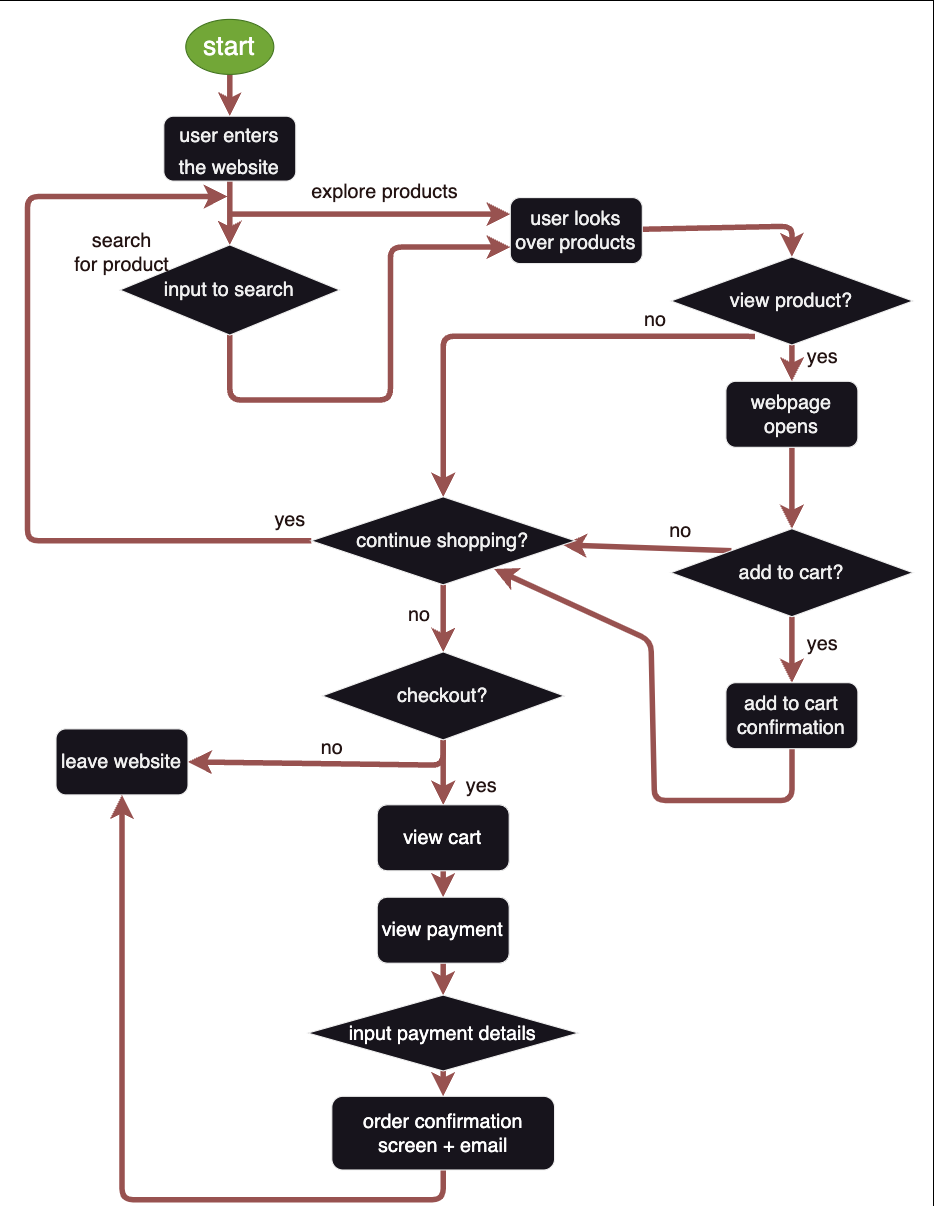 start
user enters
the website
explore products
user looks
over products
search
for product
input to search
view product?
no
yes
webpage
opens
yes
continue shopping?
no
add to cart?
no
yes
checkout?
add to cart
confirmation
leave website
no
yes
view cart
view payment
input payment details
order confirmation
screen + email